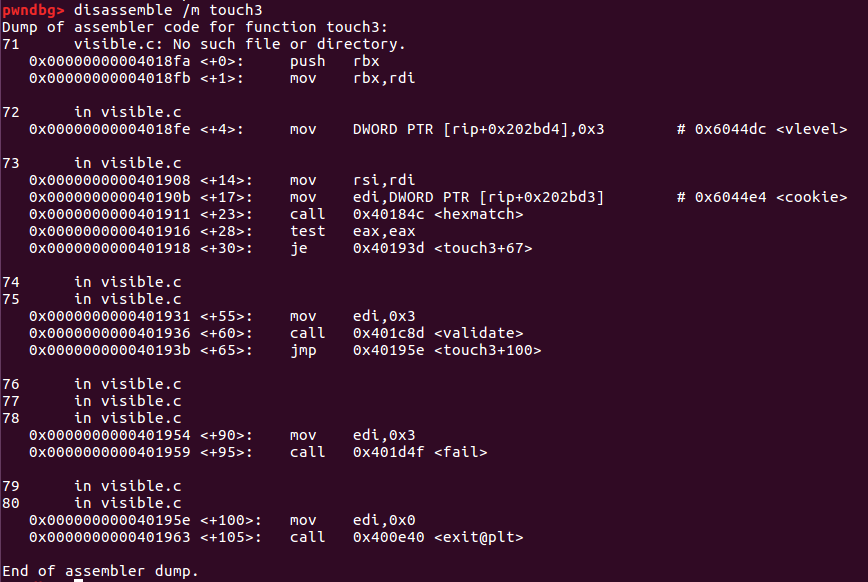 pwndbg> disassemble /m touch3
Dump of assembler code for function touch3:
71      visible.c: No such file or directory.
   0x00000000004018fa <+0>:     push   rbx
   0x00000000004018fb <+1>:     mov    rbx,rdi
72      in visible.c
   0x00000000004018fe <+4>:     mov    DWORD PTR [rip+0x202bd4],0x3        # 0x6044dc <vlevel>
73      in visible.c
   0x0000000000401908 <+14>:    mov    rsi,rdi
   0x000000000040190b <+17>:    mov    edi,DWORD PTR [rip+0x202bd3]        # 0x6044e4 <cookie>
   0x0000000000401911 <+23>:    call   0x40184c <hexmatch>
   0x0000000000401916 <+28>:    test   eax,eax
   0x0000000000401918 <+30>:    je     0x40193d <touch3+67>
74      in visible.c
75      in visible.c
   0x0000000000401931 <+55>:    mov    edi,0x3
   0x0000000000401936 <+60>:    call   0x401c8d <validate>
   0x000000000040193b <+65>:    jmp    0x40195e <touch3+100>
76      in visible.c
77      in visible.c
78      in visible.c
   0x0000000000401954 <+90>:    mov    edi,0x3
   0x0000000000401959 <+95>:    call   0x401d4f <fail>
79      in visible.c
80      in visible.c
   0x000000000040195e <+100>:   mov    edi,0x0
   0x0000000000401963 <+105>:   call   0x400e40 <exit@plt>
End of assembler dump.